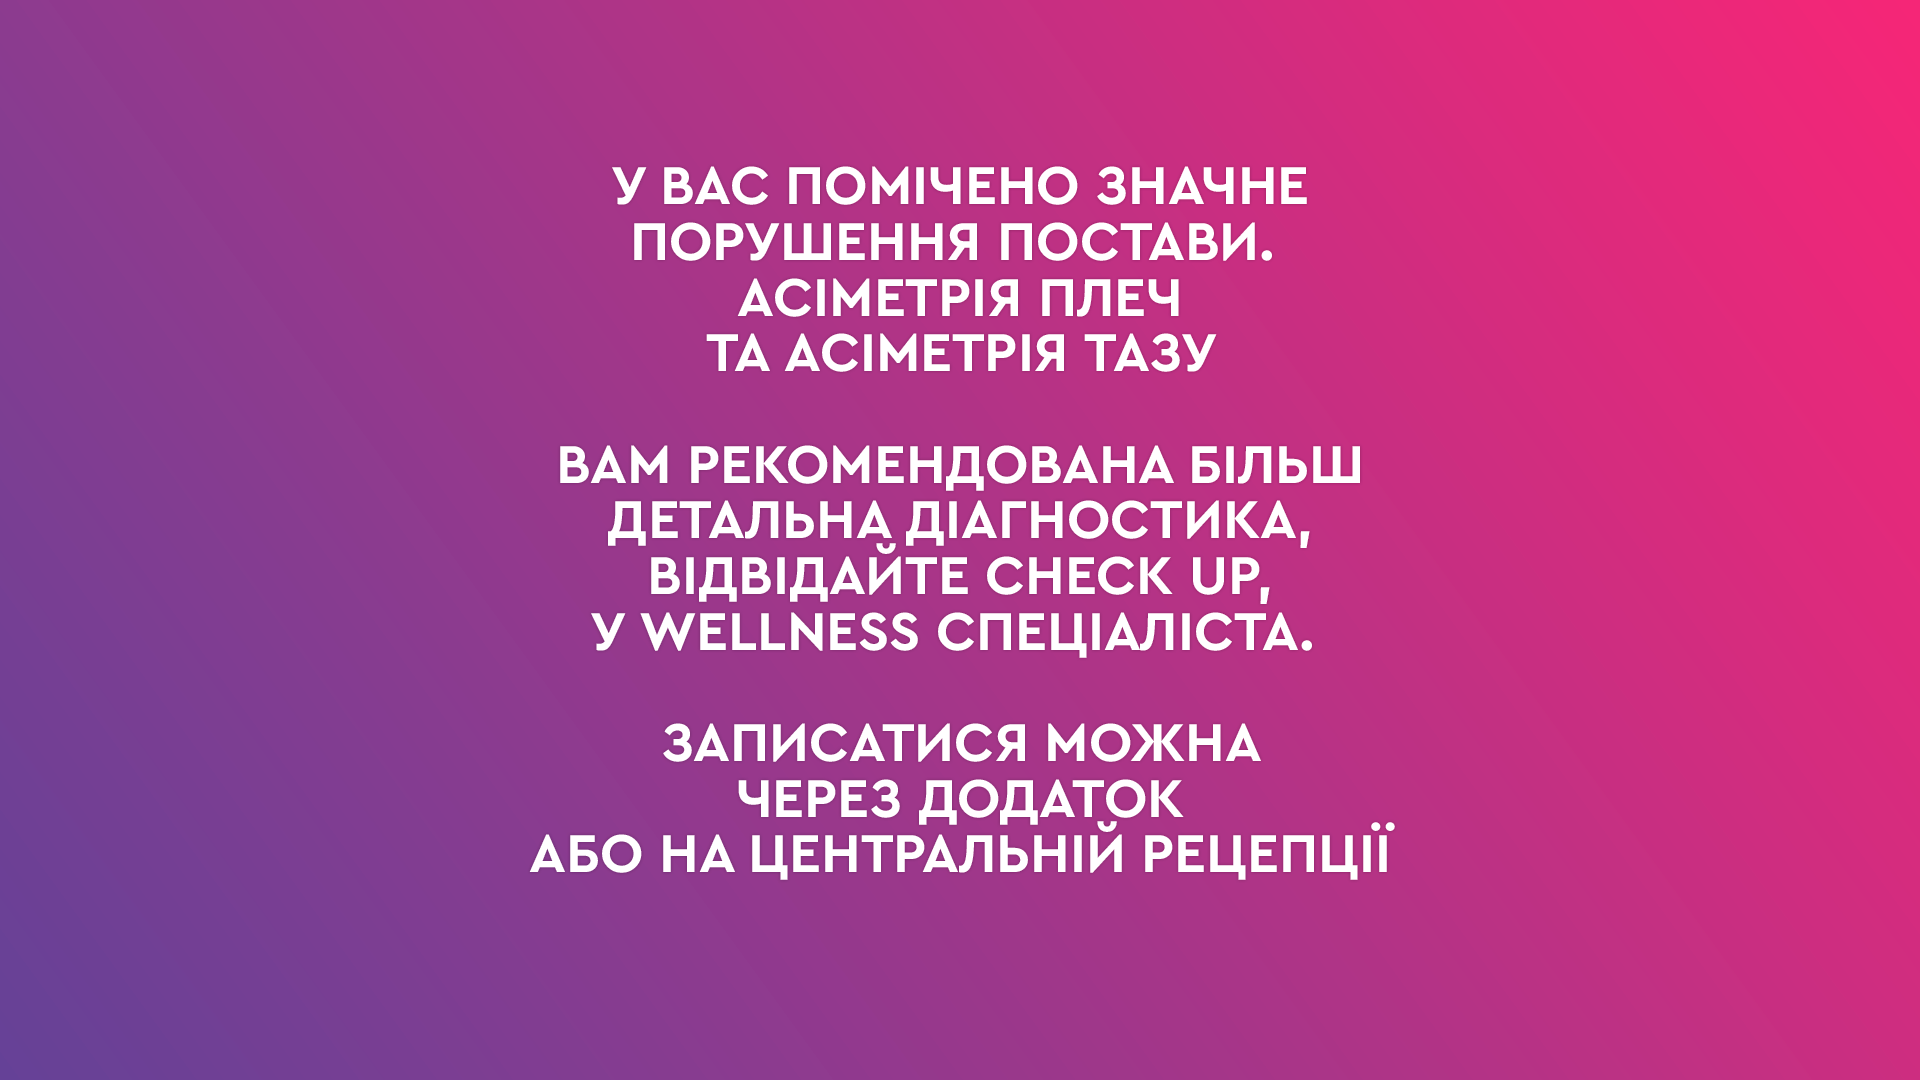 У ВАС ПОМІЧЕНО ЗНАЧНЕ
ПОРУШЕННЯ ПОСТАВИ.
АСІМЕТРІЯ ПЛЕЧ
ТА АСІМЕТРІЯ ТАЗУ
ВАМ РЕКОМЕНДОВАНА БІЛЬШ
ДЕТАЛЬНА ДІАГНОСТИКА,
ВІДВІДАЙТЕ CHECK UP,
У WELLNESS СПЕЦІАЛІСТА.
ЗАПИСАТИСЯ МОЖНА
ЧЕРЕЗ ДОДАТОК
АБО НА ЦЕНТРАЛЬНІЙ РЕЦЕПЦІЇ